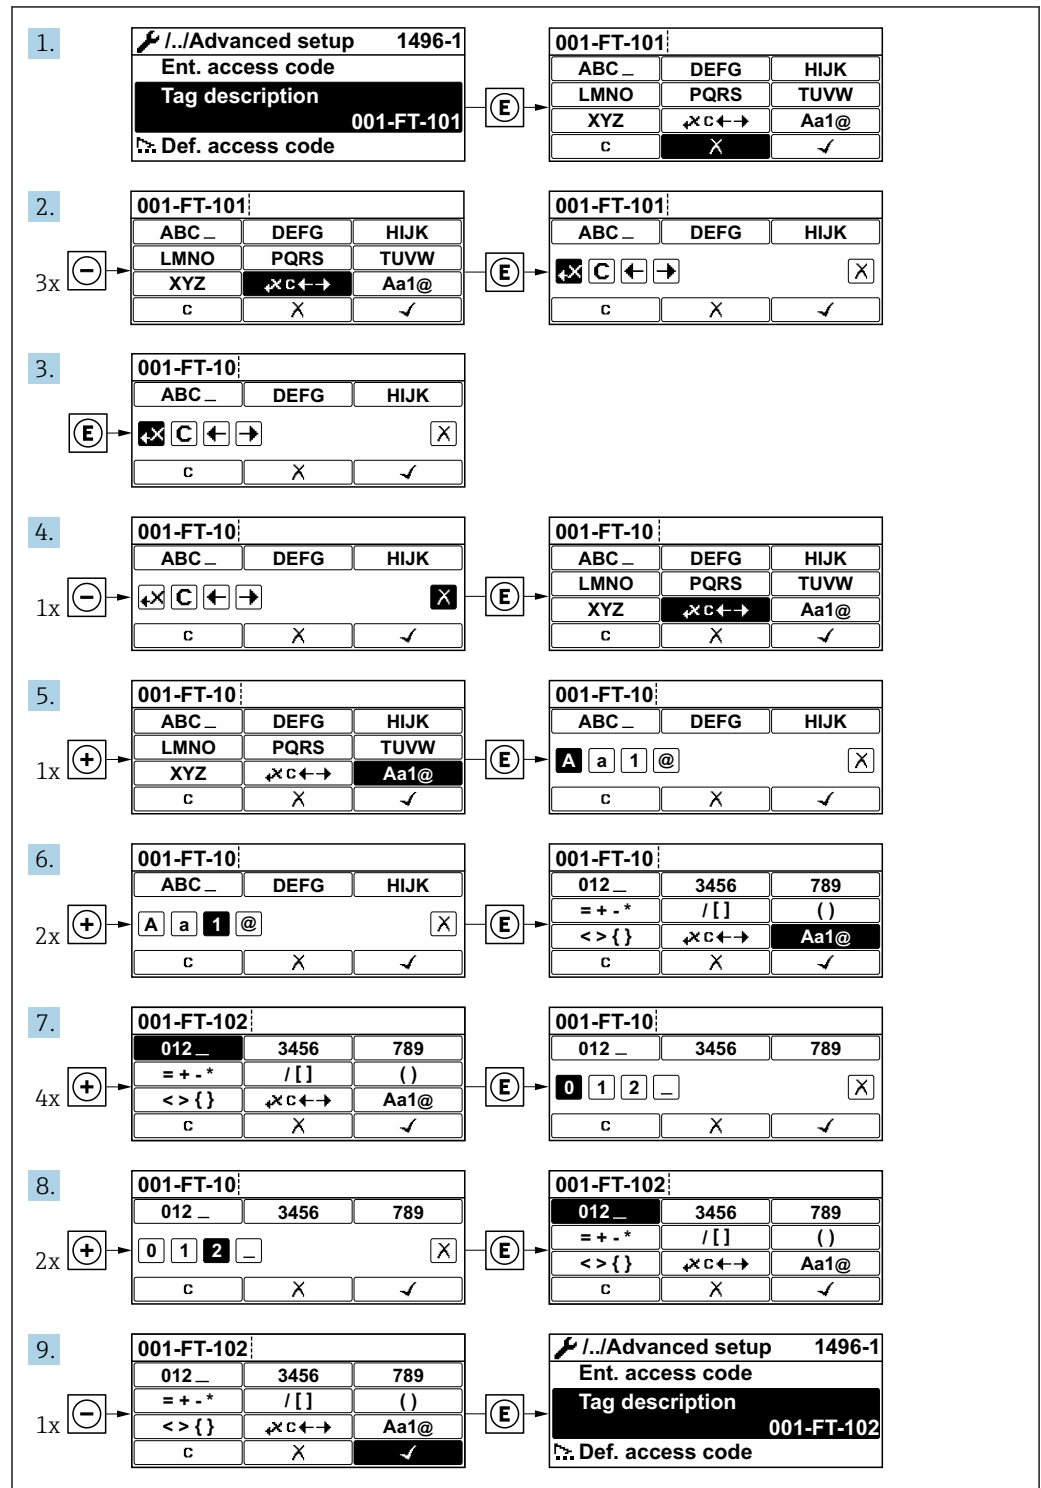 1.
/../Advanced setup 1496-1
Ent. access code
Tag description
001-FT-101
Def. access code
E
001-FT-101
ABC_ DEFG HIJK
LMNO PQRS TUVW
XYZ C←→ Aa1@
C X ✓
2.
3x −
001-FT-101
ABC_ DEFG HIJK
LMNO PQRS TUVW
XYZ C←→ Aa1@
C X ✓
E
001-FT-101
ABC_ DEFG HIJK
C ← → X
C X ✓
3.
E
001-FT-10
ABC_ DEFG HIJK
C ← → X
C X ✓
4.
1x −
001-FT-10
ABC_ DEFG HIJK
C ← → X
C X ✓
E
001-FT-10
ABC_ DEFG HIJK
LMNO PQRS TUVW
XYZ C←→ Aa1@
C X ✓
5.
1x +
001-FT-10
ABC_ DEFG HIJK
LMNO PQRS TUVW
XYZ C←→ Aa1@
C X ✓
E
001-FT-10
ABC_ DEFG HIJK
A a 1 @ X
C X ✓
6.
2x +
001-FT-10
ABC_ DEFG HIJK
A a 1 @ X
C X ✓
E
001-FT-10
012_ 3456 789
=+-* /[] ()
<>{} C←→ Aa1@
C X ✓
7.
4x +
001-FT-102
012_ 3456 789
=+-* /[] ()
<>{} C←→ Aa1@
C X ✓
E
001-FT-10
012_ 3456 789
0 1 2 _ X
C X ✓
8.
2x +
001-FT-10
012_ 3456 789
0 1 2 _ X
C X ✓
E
001-FT-102
012_ 3456 789
=+-* /[] ()
<>{} C←→ Aa1@
C X ✓
9.
1x −
001-FT-102
012_ 3456 789
=+-* /[] ()
<>{} C←→ Aa1@
C X ✓
E
/../Advanced setup 1496-1
Ent. access code
Tag description
001-FT-102
Def. access code